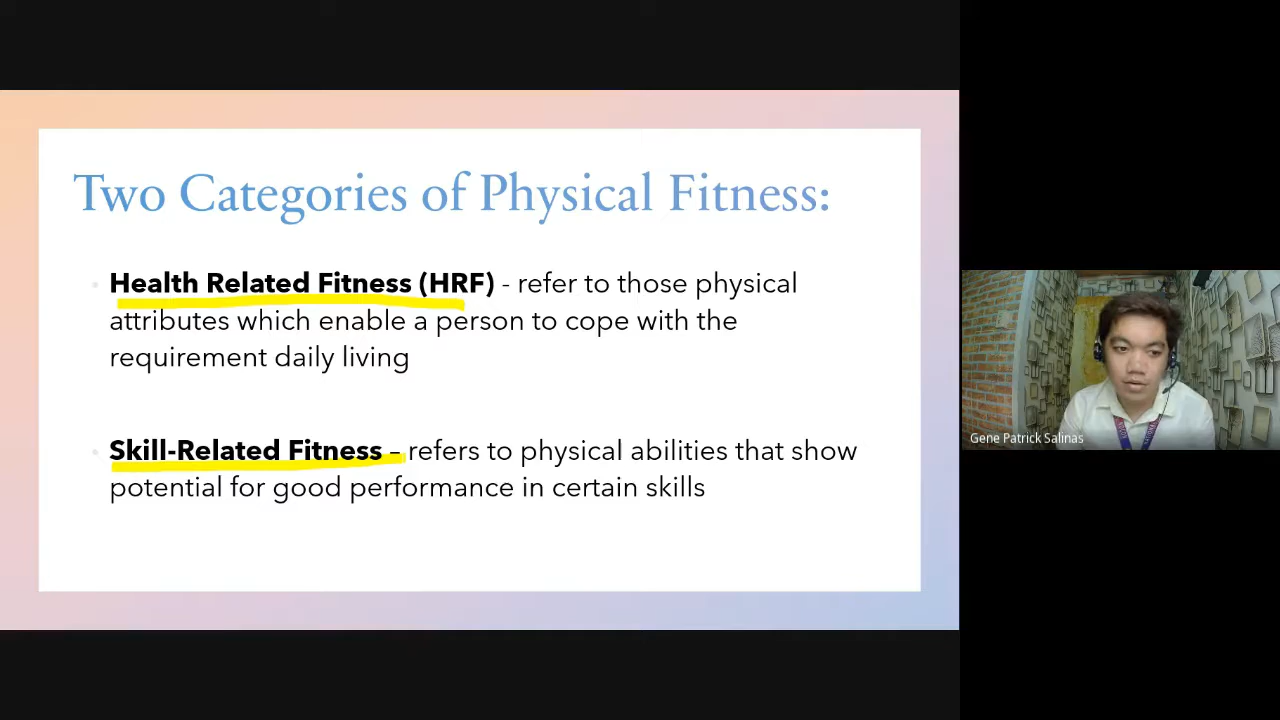 Two Categories of Physical Fitness:
Health Related Fitness (HRF) - refer to those physical
attributes which enable a person to cope with the
requirement daily living
Skill-Related Fitness – refers to physical abilities that show
potential for good performance in certain skills
Gene Patrick Salinas